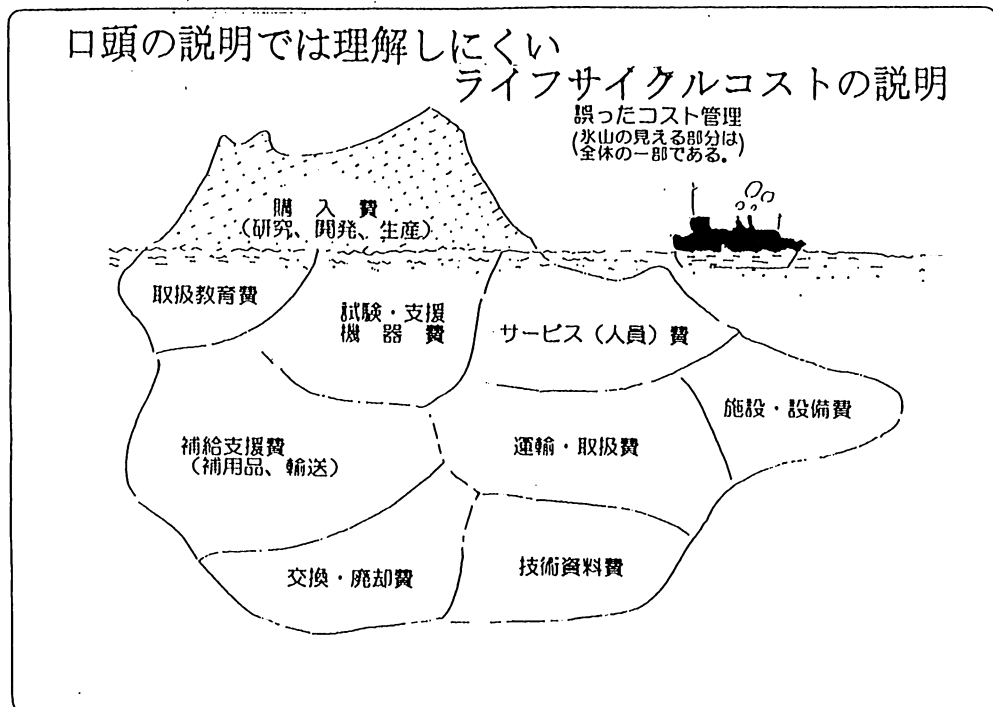 口頭の説明では理解しにくい
ライフサイクルコストの説明
誤ったコスト管理
(氷山の見える部分は
全体の一部である。)
購入費
(研究、開発、生産)
取扱教育費
試験・支援
機器費
サービス(人員)費
施設・設備費
補給支援費
(補用品、輸送)
運輸・取扱費
交換・廃却費
技術資料費